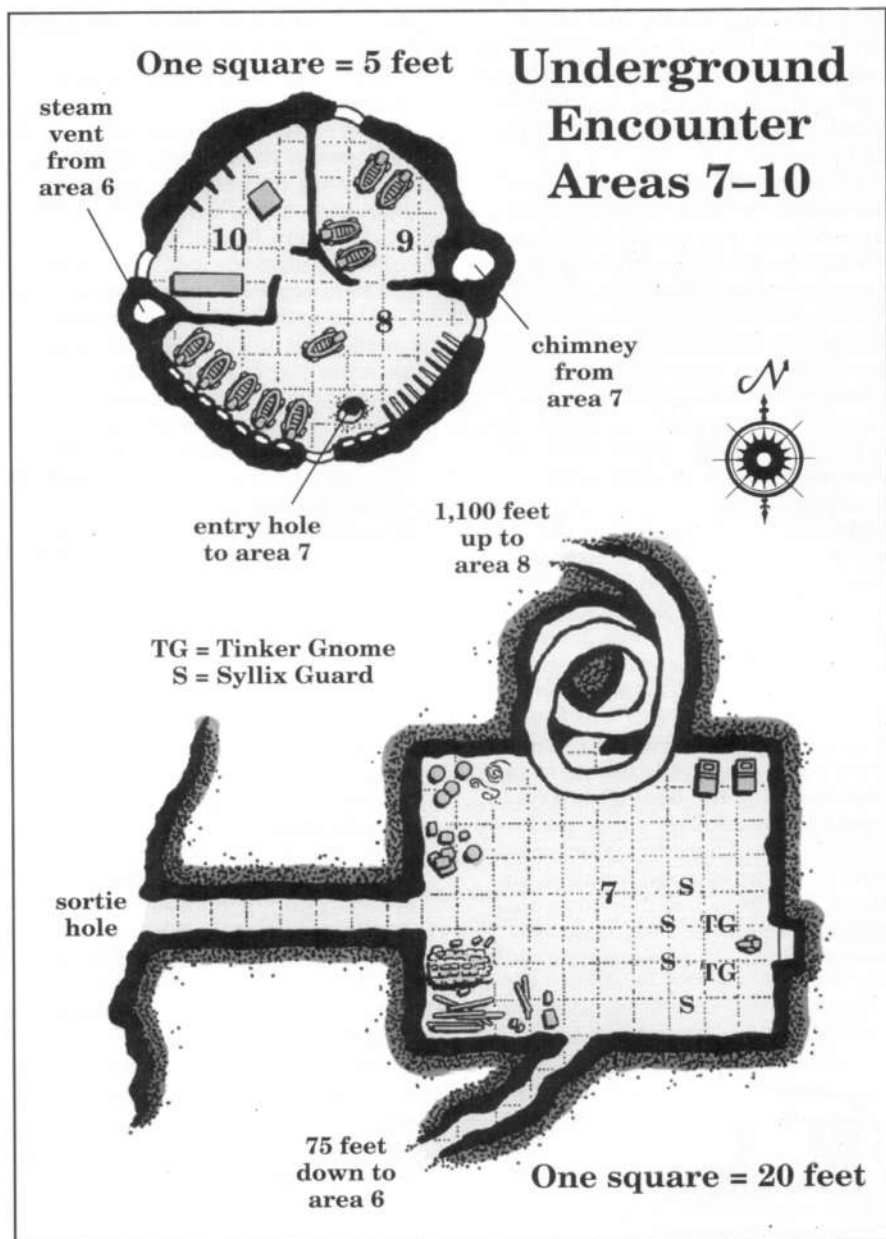 One square = 5 feet
Underground
Encounter
Areas 7–10
steam
vent
from
area 6
10
9
8
chimney
from
area 7
N
entry hole
to area 7
1,100 feet
up to
area 8
TG = Tinker Gnome
S = Syllix Guard
sortie
hole
7
S
S
TG
S
TG
S
75 feet
down to
area 6
One square = 20 feet